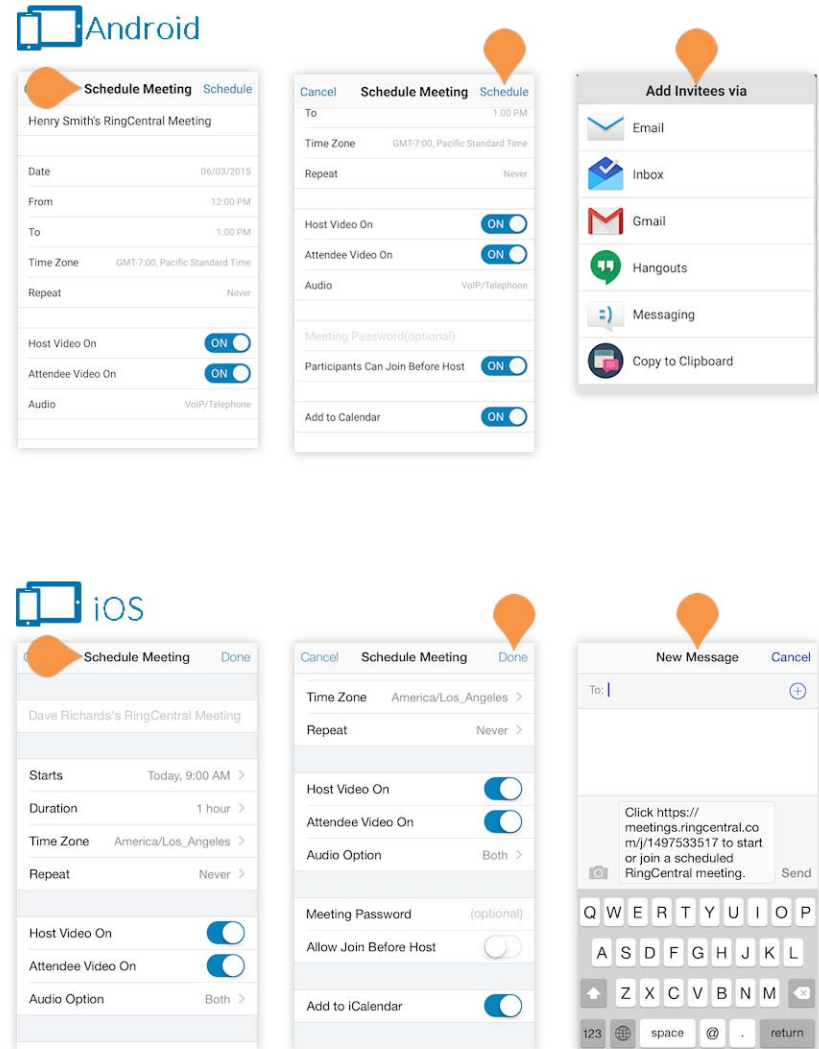 Android
Schedule Meeting Schedule
Henry Smith's RingCentral Meeting
Date 06/03/2015
From 12:00 PM
To 1:00 PM
Time Zone GMT-7:00, Pacific Standard Time
Repeat Never
Host Video On ON
Attendee Video On ON
Audio VoIP/Telephone
Cancel Schedule Meeting Schedule
To 1:00 PM
Time Zone GMT-7:00, Pacific Standard Time
Repeat Never
Host Video On ON
Attendee Video On ON
Audio VoIP/Telephone
Meeting Password(optional)
Participants Can Join Before Host ON
Add to Calendar ON
Add Invitees via
Email
Inbox
Gmail
Hangouts
Messaging
Copy to Clipboard
iOS
Schedule Meeting Done
Dave Richards's RingCentral Meeting
Starts Today, 9:00 AM
Duration 1 hour
Time Zone America/Los_Angeles
Repeat Never
Host Video On
Attendee Video On
Audio Option Both
Cancel Schedule Meeting Done
Time Zone America/Los_Angeles
Repeat Never
Host Video On
Attendee Video On
Audio Option Both
Meeting Password (optional)
Allow Join Before Host
Add to iCalendar
New Message Cancel
To:
Click https://
meetings.ringcentral.co
m/j/1497533517 to start
or join a scheduled
RingCentral meeting. Send
Q W E R T Y U I O P
A S D F G H J K L
Z X C V B N M
123 space @ . return